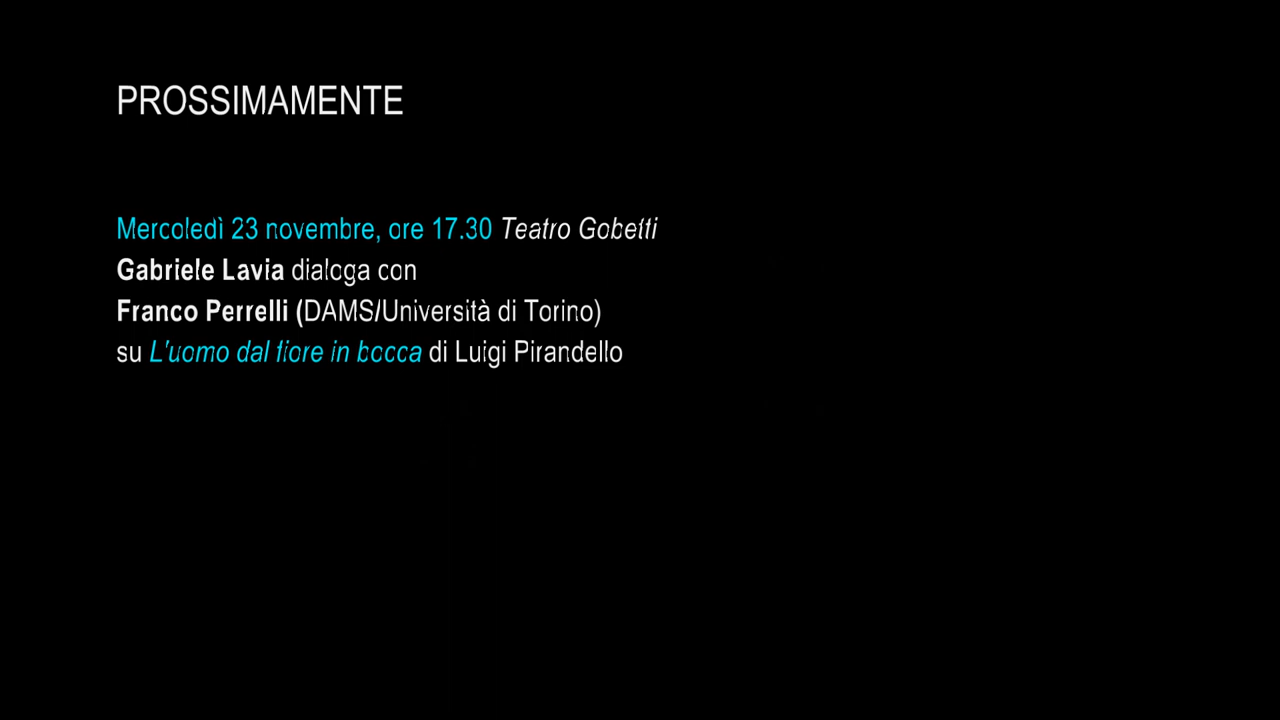 PROSSIMAMENTE
Mercoledì 23 novembre, ore 17.30 Teatro Gobetti
Gabriele Lavia dialoga con
Franco Perrelli (DAMS/Università di Torino)
su L'uomo dal fiore in bocca di Luigi Pirandello